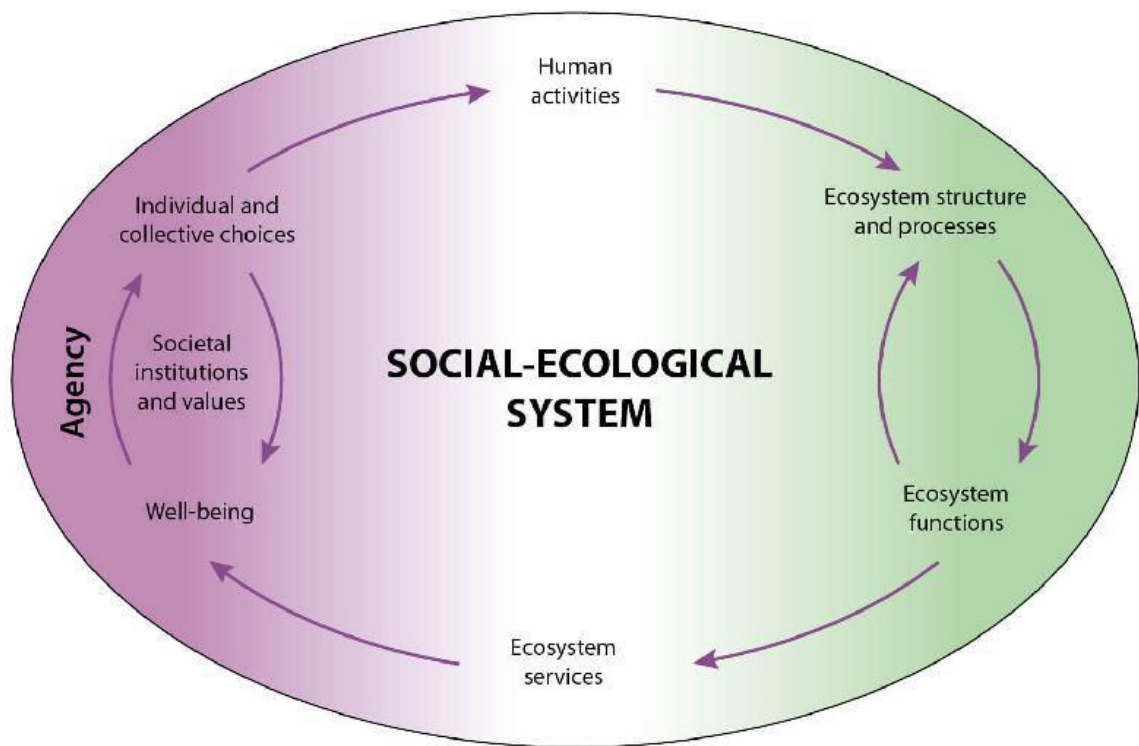 Human
activities
Individual and
collective choices
Ecosystem structure
and processes
Agency
Societal
institutions
and values
SOCIAL-ECOLOGICAL
SYSTEM
Well-being
Ecosystem
functions
Ecosystem
services